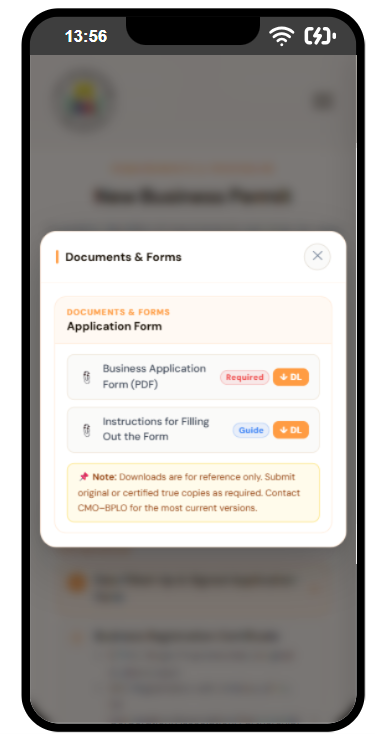 13:56
New Business Permit
Documents & Forms
DOCUMENTS & FORMS
Application Form
Business Application
Form (PDF)
Required
DL
Instructions for Filling
Out the Form
Guide
DL
Note: Downloads are for reference only. Submit
original or certified true copies as required. Contact
CMO–BPLO for the most current versions.